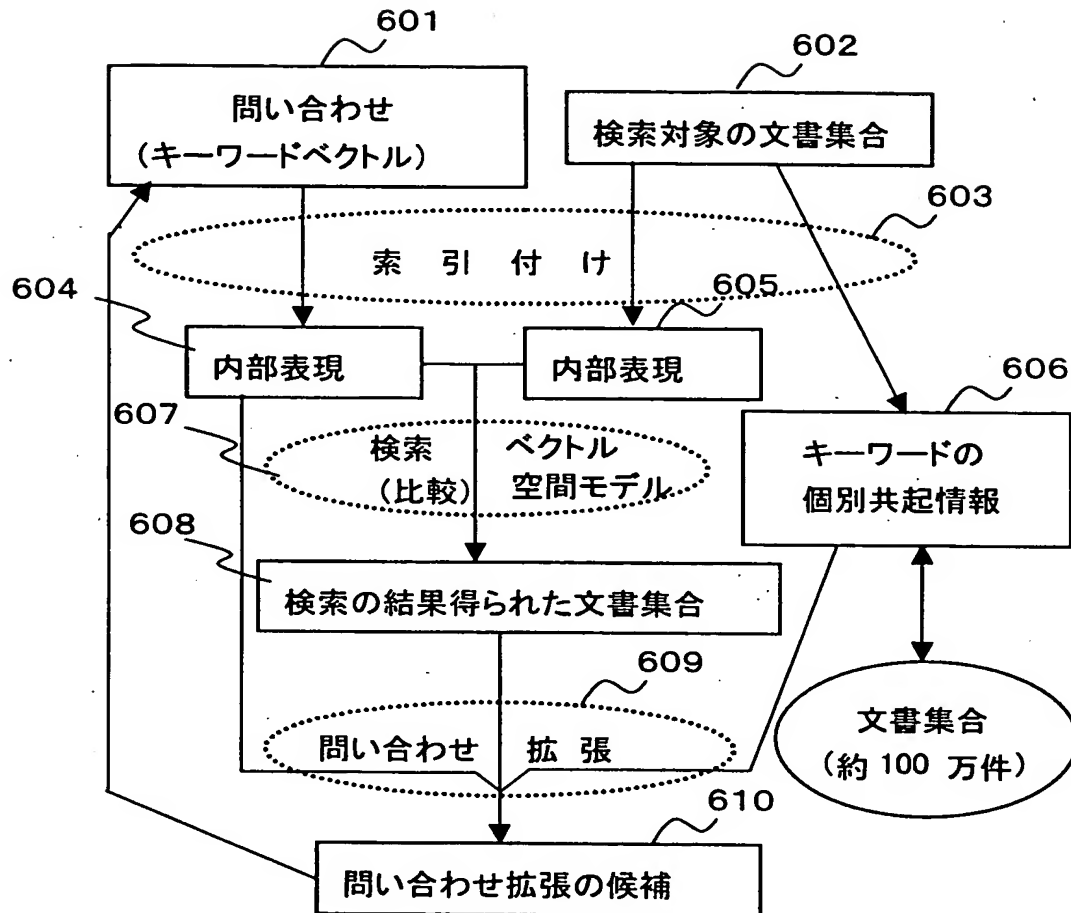 601
602
問い合わせ
(キーワードベクトル)
検索対象の文書集合
603
索引付け
604
605
内部表現
内部表現
606
607
検索 ベクトル
(比較) 空間モデル
キーワードの
個別共起情報
608
検索の結果得られた文書集合
609
問い合わせ 拡張
文書集合
(約100 万件)
610
問い合わせ拡張の候補